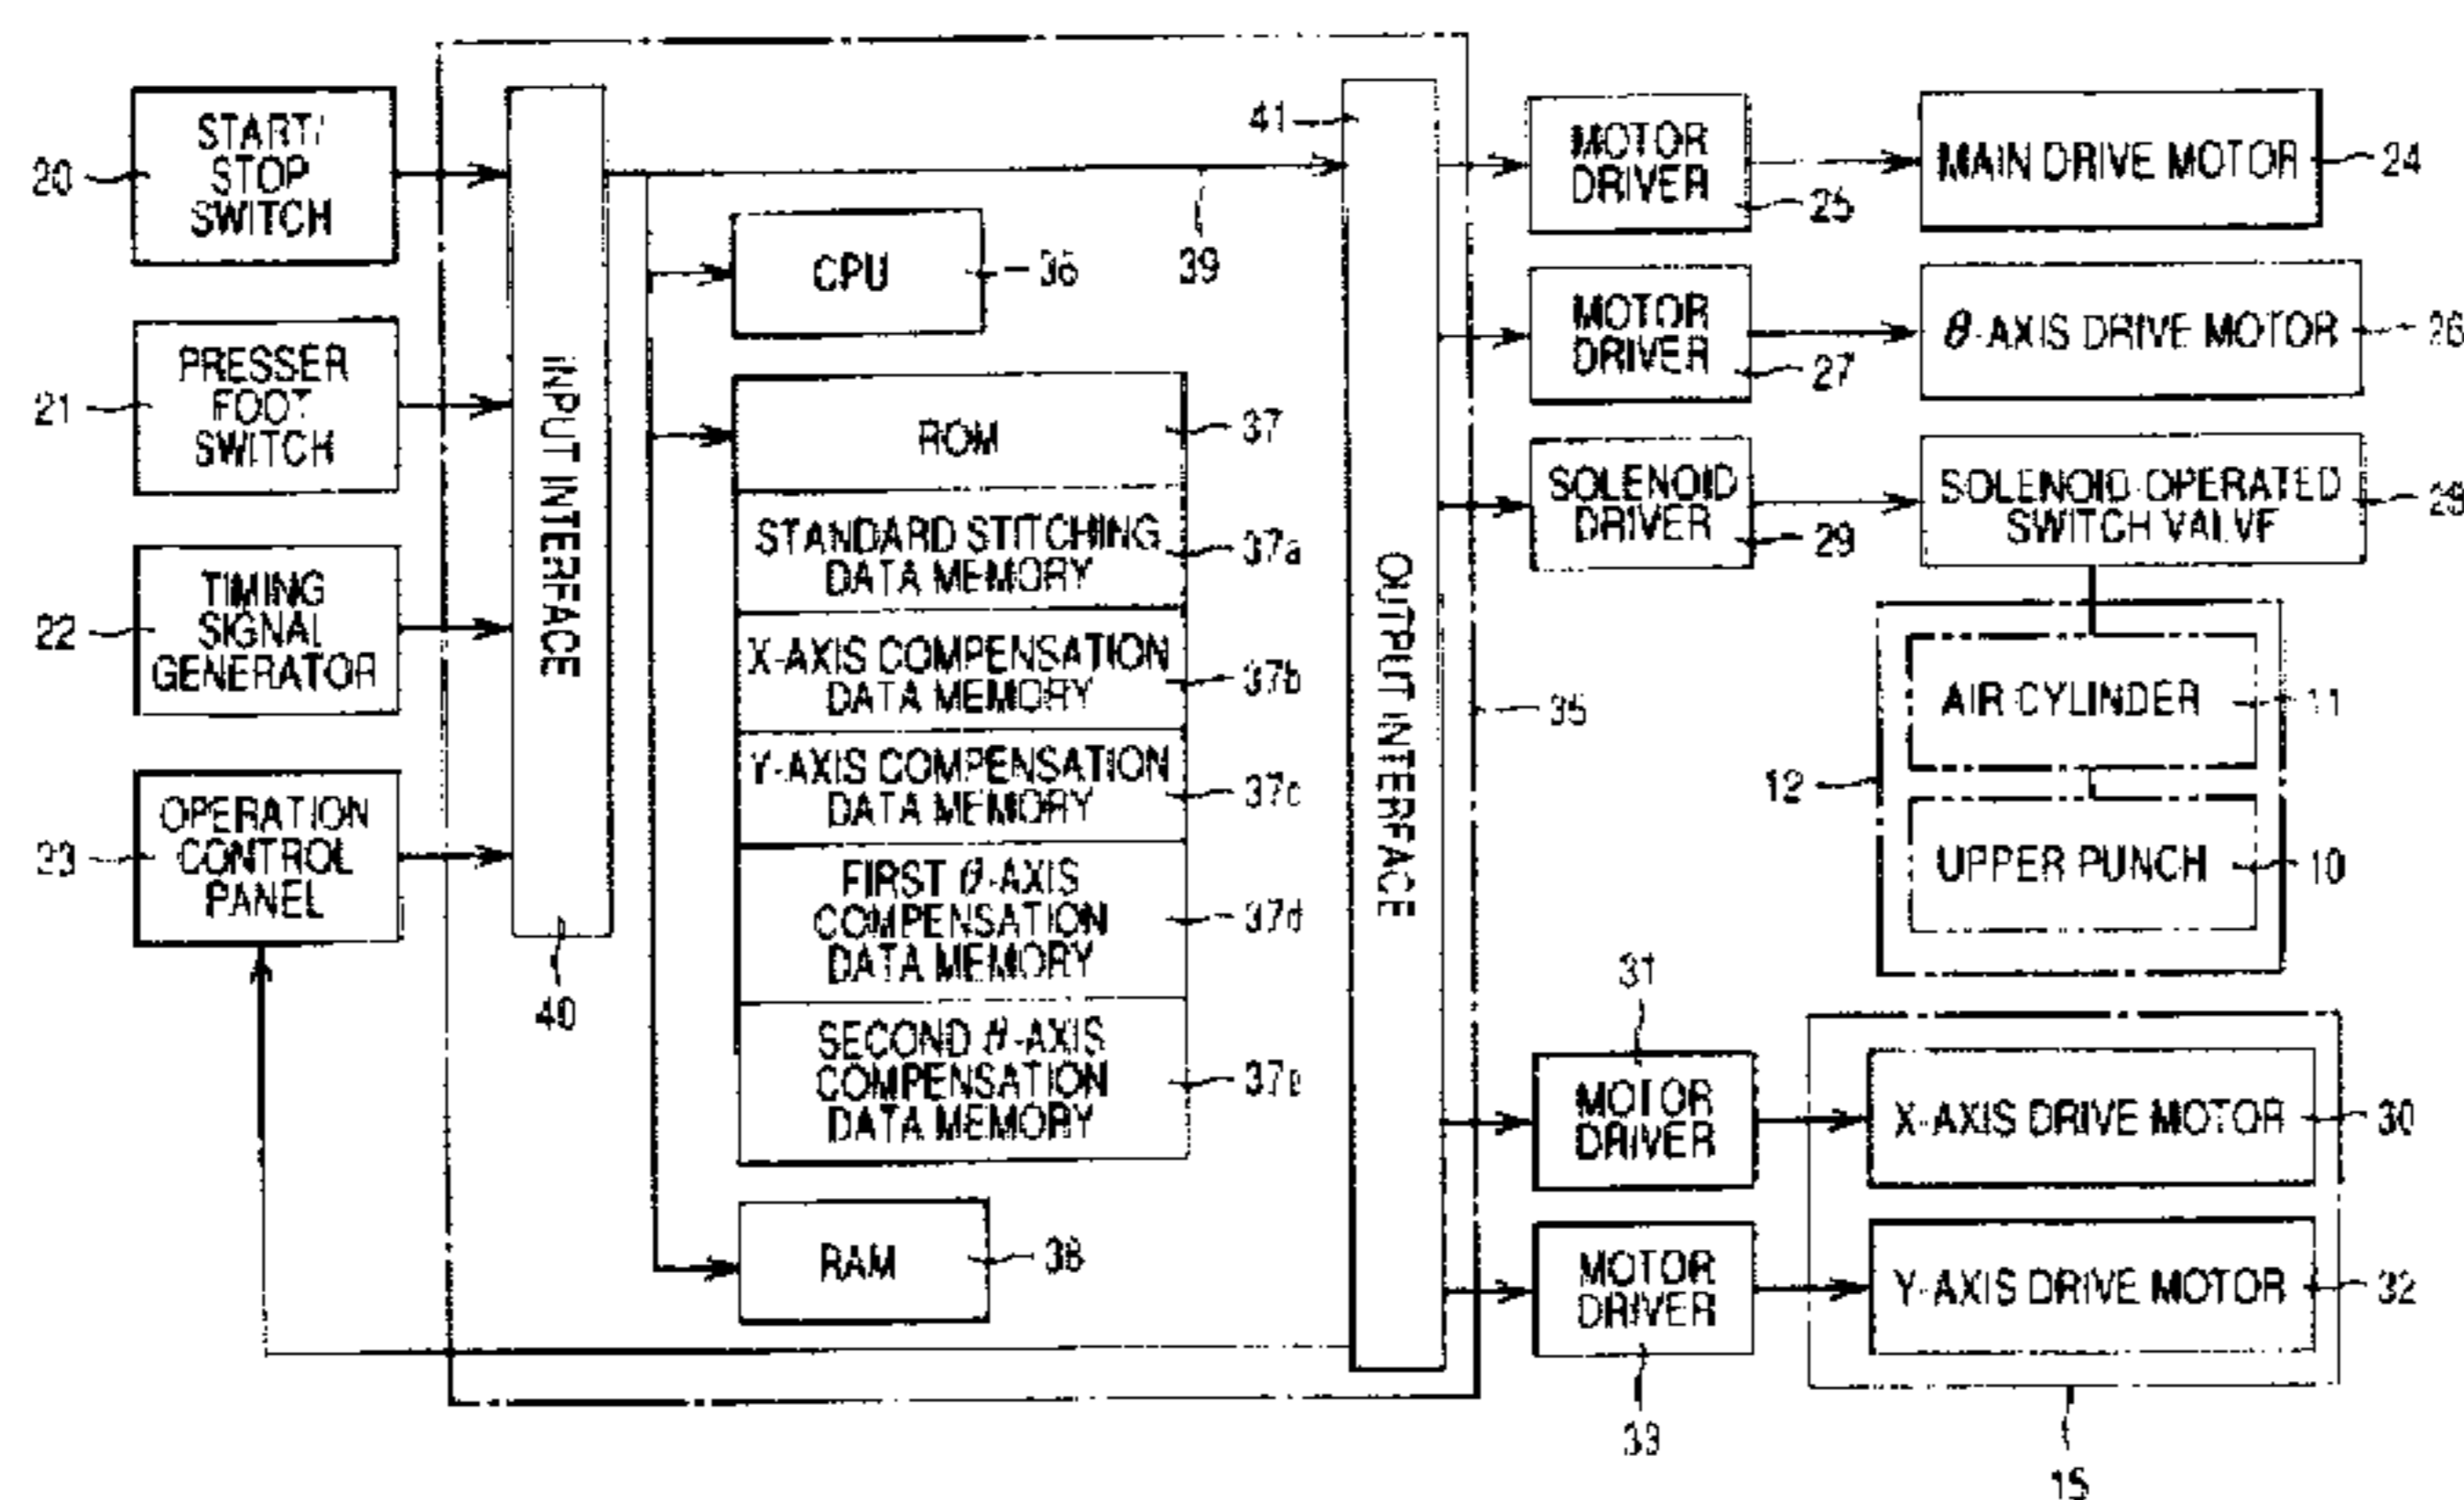 START/
STOP
SWITCH
20
PRESSER
FOOT
SWITCH
21
TIMING
SIGNAL
GENERATOR
22
OPERATION
CONTROL
PANEL
23
INPUT INTERFACE
40
CPU
36
39
ROM
37
STANDARD STITCHING
DATA MEMORY
37a
X-AXIS COMPENSATION
DATA MEMORY
37b
Y-AXIS COMPENSATION
DATA MEMORY
37c
FIRST θ-AXIS
COMPENSATION
DATA MEMORY
37d
SECOND θ-AXIS
COMPENSATION
DATA MEMORY
37e
RAM
38
41
OUTPUT INTERFACE
35
MOTOR
DRIVER
25
MAIN DRIVE MOTOR
24
MOTOR
DRIVER
27
θ-AXIS DRIVE MOTOR
26
SOLENOID
DRIVER
29
SOLENOID-OPERATED
SWITCH VALVE
28
AIR CYLINDER
11
12
UPPER PUNCH
10
31
MOTOR
DRIVER
X-AXIS DRIVE MOTOR
30
MOTOR
DRIVER
33
Y-AXIS DRIVE MOTOR
32
15